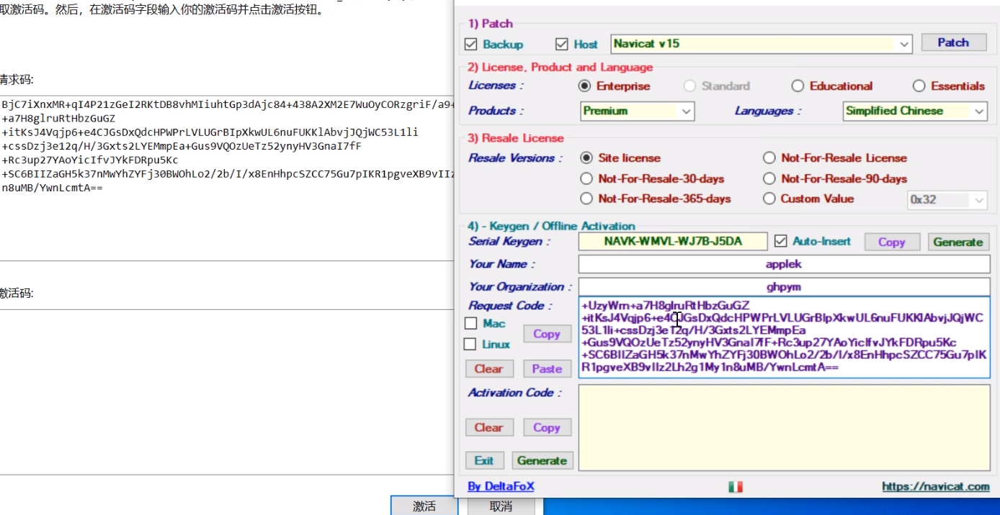 取激活码。然后，在激活码字段输入你的激活码并点击激活按钮。
请求码:
BjC7iXnxMR+qI4P21zGeI2RKtDB8vhMIiuhtGp3dAjc84+438A2XM2E7WuOyCORzgriF/a9+
+a7H8glruRtHbzGuGZ
+itKsJ4Vqjp6+e4CJGsDxQdcHPWPrLVLUGrBIpXkwUL6nuFUKKlAbvjJQjWC53L1li
+cssDzj3e12q/H/3Gxts2LYEMmpEa+Gus9VQOzUeTz52ynyHV3GnaI7fF
+Rc3up27YAoYicIfvJYkFDRpu5Kc
+SC6BIIZaGH5k37nMwYhZYFj30BWOhLo2/2b/I/x8EnHhpcSZCC75Gu7pIKR1pgveXB9vIIz
n8uMB/YwnLcmtA==
激活码:
激活 取消
1) Patch
Backup Host Navicat v15 Patch
2) License, Product and Language
Licenses : Enterprise Standard Educational Essentials
Products : Premium Languages : Simplified Chinese
3) Resale License
Resale Versions : Site license Not-For-Resale License
Not-For-Resale-30-days Not-For-Resale-90-days
Not-For-Resale-365-days Custom Value 0x32
4) - Keygen / Offline Activation
Serial Keygen : NAVK-WMVL-WJ7B-J5DA Auto-Insert Copy Generate
Your Name : applek
Your Organization : ghpym
Request Code :
Mac
Linux
Copy
Clear Paste
+UzyWrn+a7H8glruRtHbzGuGZ
+itKsJ4Vqjp6+e4CJGsDxQdcHPWPrLVLUGrBIpXkwUL6nuFUKKlAbvjJQjWC
53L1li+cssDzj3e12q/H/3Gxts2LYEMmpEa
+Gus9VQOzUeTz52ynyHV3GnaI7fF+Rc3up27YAoYicIfvJYkFDRpu5Kc
+SC6BIIZaGH5k37nMwYhZYFj30BWOhLo2/2b/I/x8EnHhpcSZCC75Gu7pIK
R1pgveXB9vIIz2Lh2g1My1n8uMB/YwnLcmtA==
Activation Code :
Clear Copy
Exit Generate
By DeltaFoX https://navicat.com